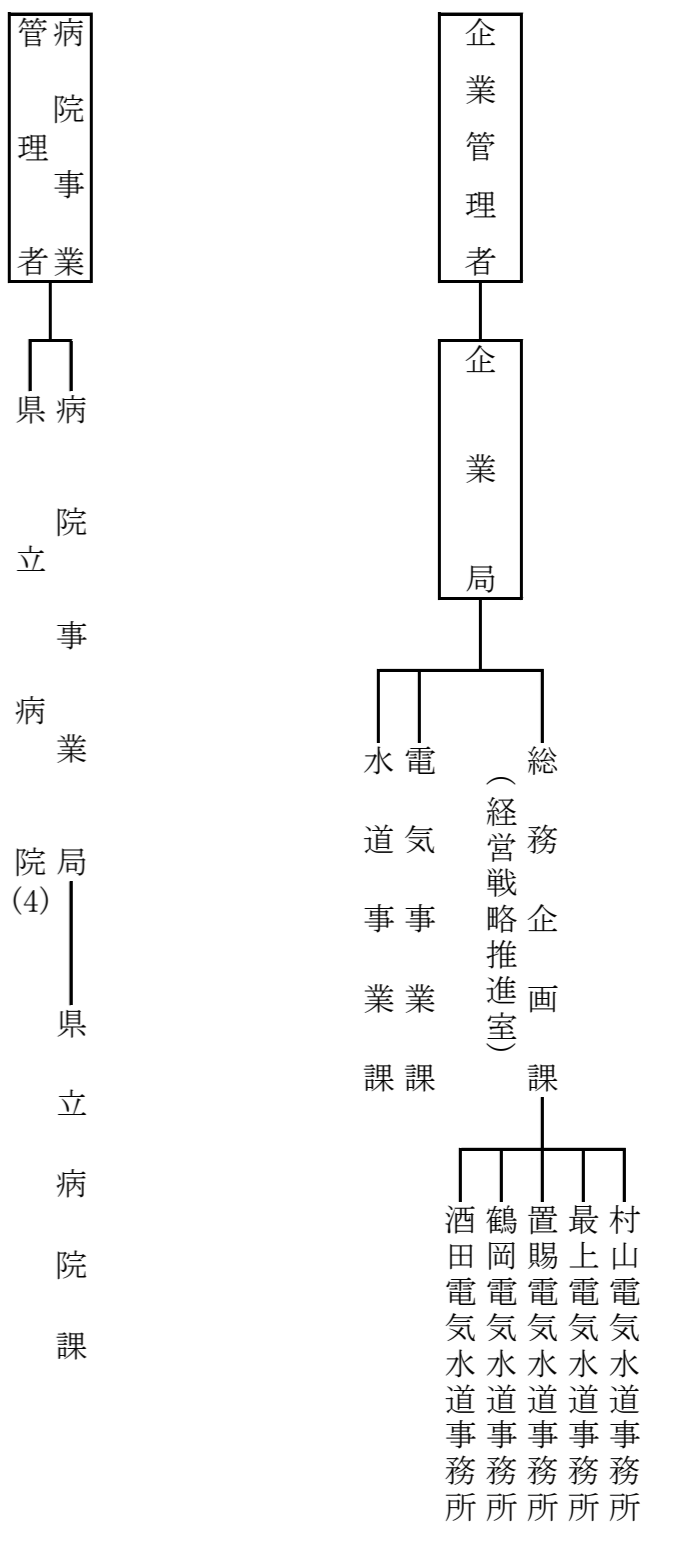 企業管理者
企業局
総務企画課
（経営戦略推進室）
電気事業課
水道事業課
村山電気水道事務所
最上電気水道事務所
置賜電気水道事務所
鶴岡電気水道事務所
酒田電気水道事務所
病院事業
管理者
病院事業局
県立病院課
県立病院(4)